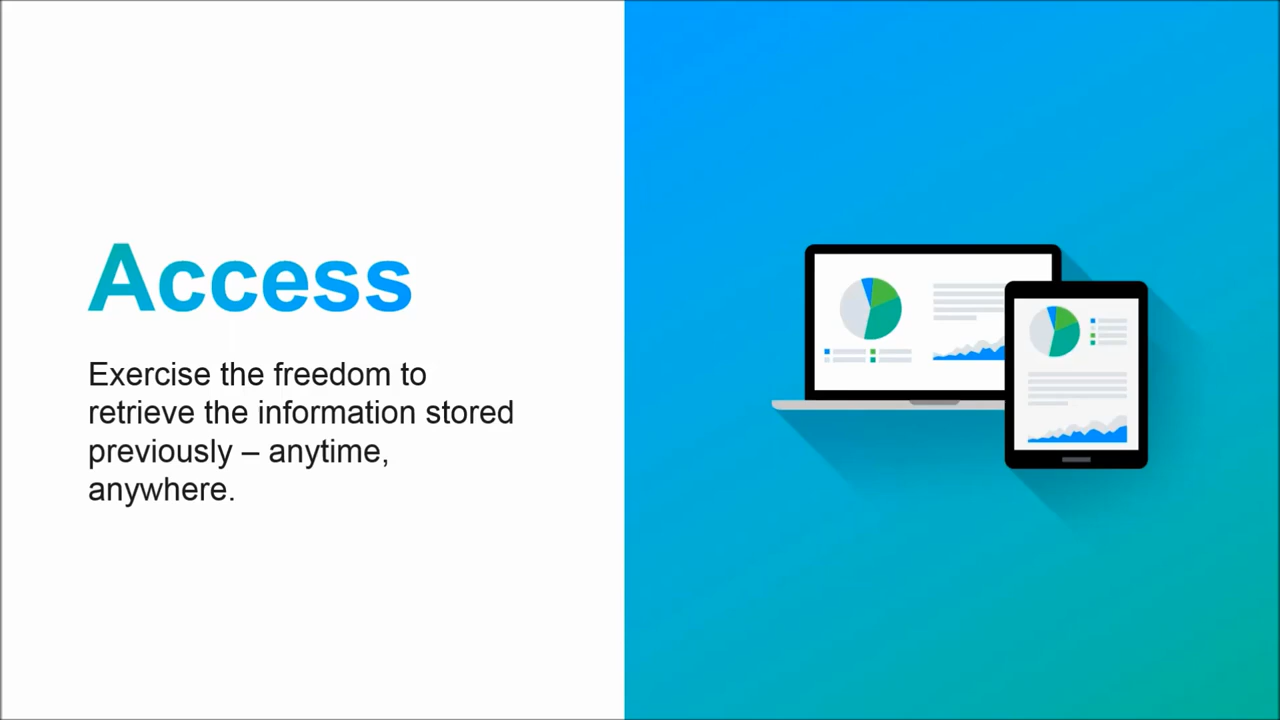 Access
Exercise the freedom to
retrieve the information stored
previously – anytime,
anywhere.